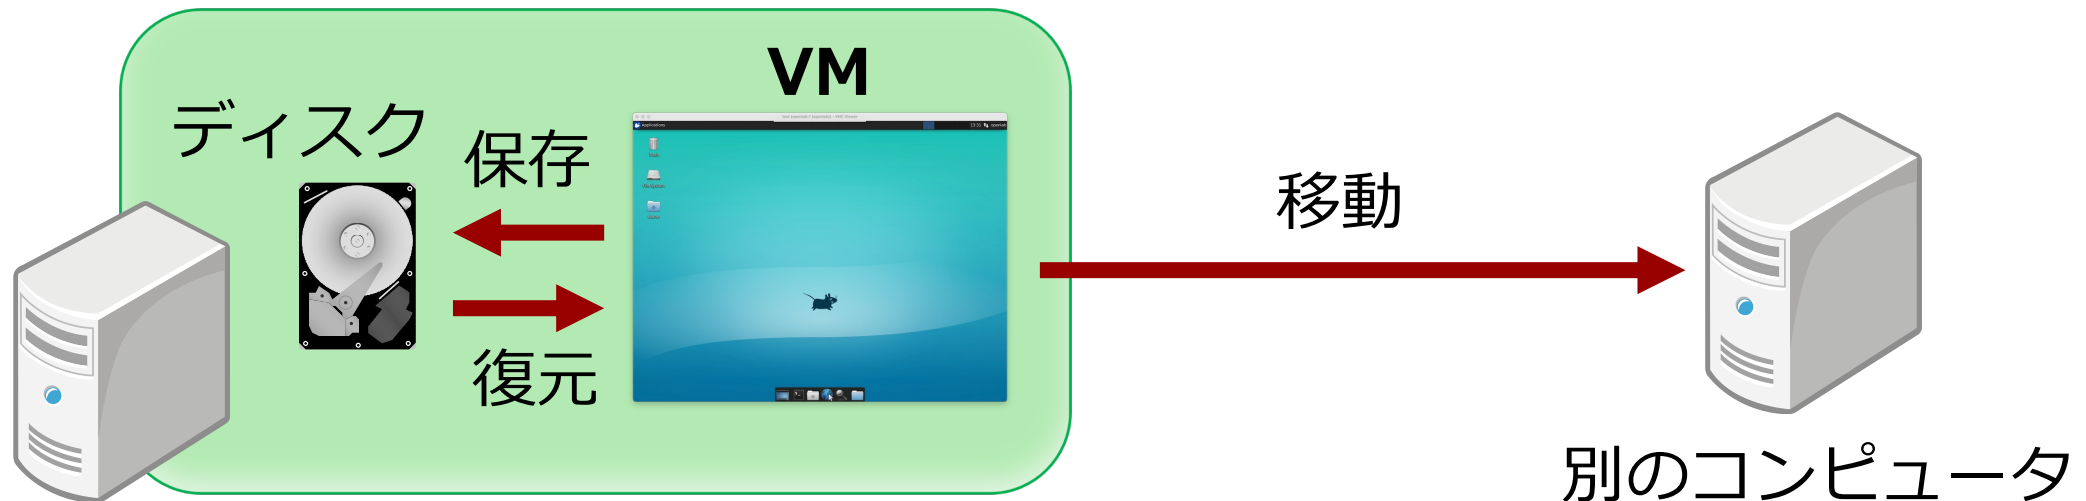 VM
ディスク
保存
復元
移動
別のコンピュータ
Applications